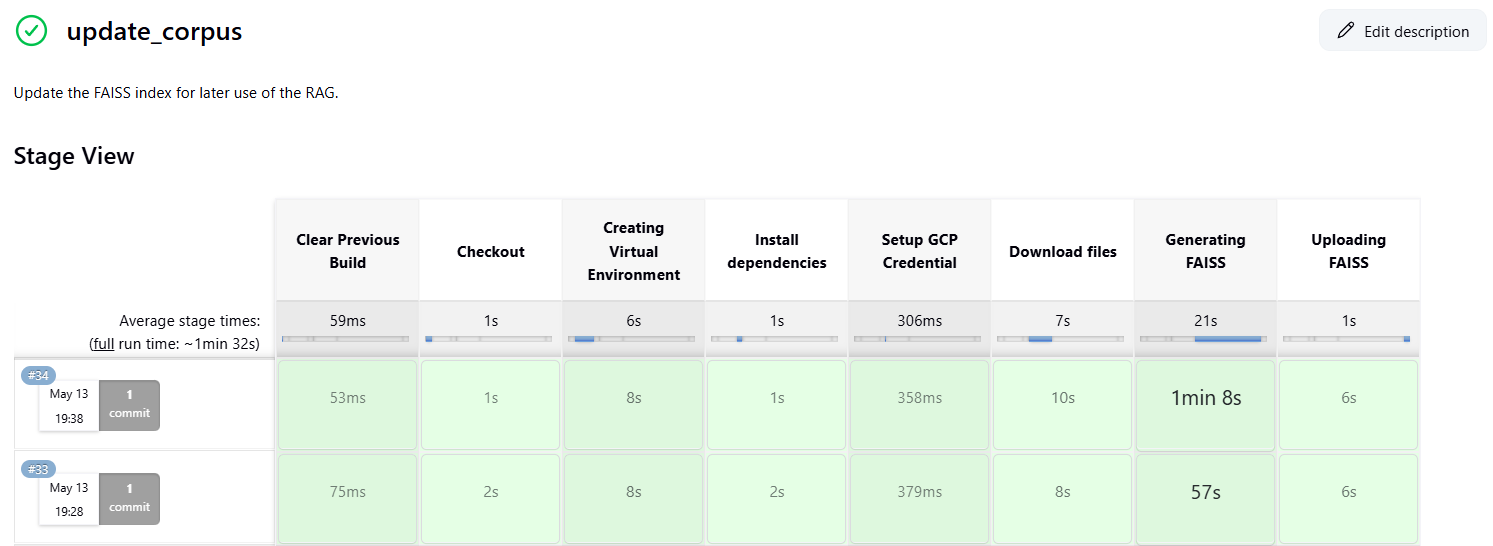 update_corpus
Edit description
Update the FAISS index for later use of the RAG.
Stage View
Clear Previous
Build
Checkout
Creating
Virtual
Environment
Install
dependencies
Setup GCP
Credential
Download files
Generating
FAISS
Uploading
FAISS
Average stage times:
(full run time: ~1min 32s)
59ms
1s
6s
1s
306ms
7s
21s
1s
#34
May 13
19:38
1
commit
53ms
1s
8s
1s
358ms
10s
1min 8s
6s
#33
May 13
19:28
1
commit
75ms
2s
8s
2s
379ms
8s
57s
6s